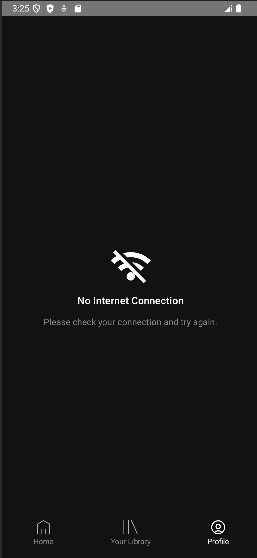 3:25
No Internet Connection
Please check your connection and try again.
Home
Your Library
Profile